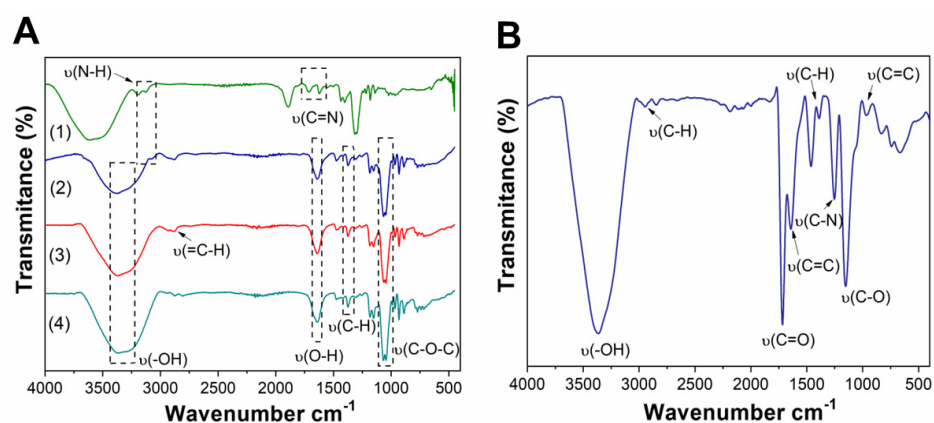 A
Transmitance (%)
υ(N-H)
υ(C=N)
(1)
(2)
(3)
υ(=C-H)
(4)
υ(-OH)
υ(O-H)
υ(C-H)
υ(C-O-C)
4000 3500 3000 2500 2000 1500 1000 500
Wavenumber cm⁻¹
B
Transmitance (%)
υ(C-H)
υ(C=C)
υ(C-H)
υ(C-N)
υ(C=C)
υ(C-O)
υ(-OH)
υ(C=O)
4000 3500 3000 2500 2000 1500 1000 500
Wavenumber cm⁻¹